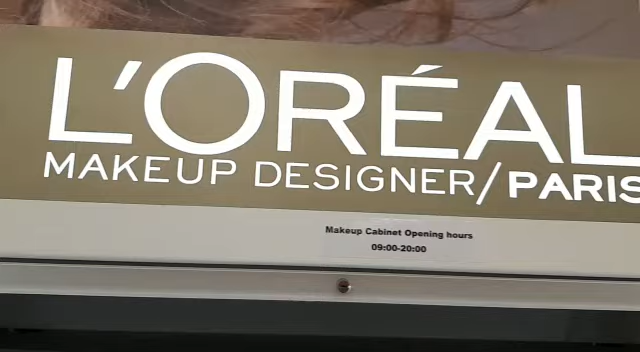 L'ORÉAL
MAKEUP DESIGNER/PARIS
Makeup Cabinet Opening hours
09:00-20:00